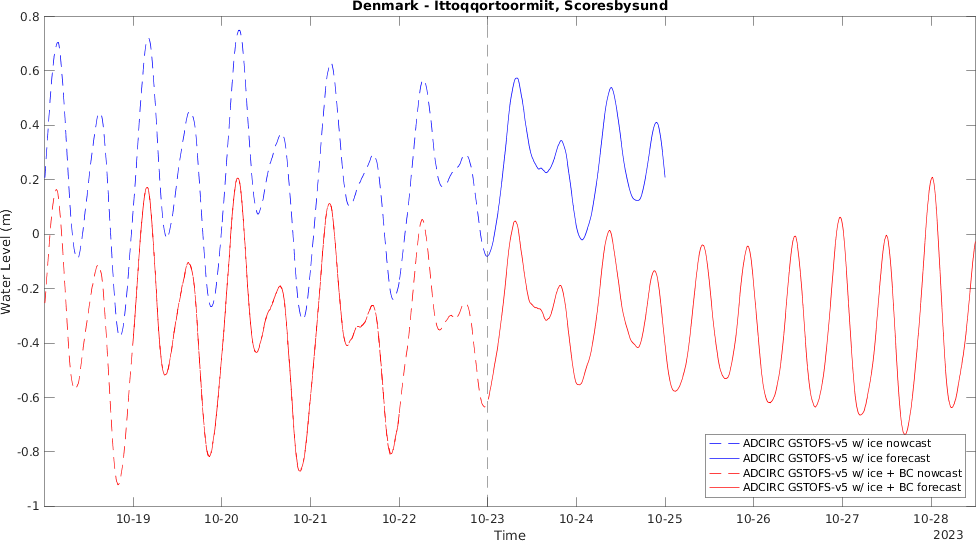 Denmark - Ittoqqortoormiit, Scoresbysund
0.8
0.6
0.4
0.2
0
-0.2
-0.4
-0.6
-0.8
-1
Water Level (m)
10-19 10-20 10-21 10-22 10-23 10-24 10-25 10-26 10-27 10-28
Time
2023
ADCIRC GSTOFS-v5 w/ ice nowcast
ADCIRC GSTOFS-v5 w/ ice forecast
ADCIRC GSTOFS-v5 w/ ice + BC nowcast
ADCIRC GSTOFS-v5 w/ ice + BC forecast